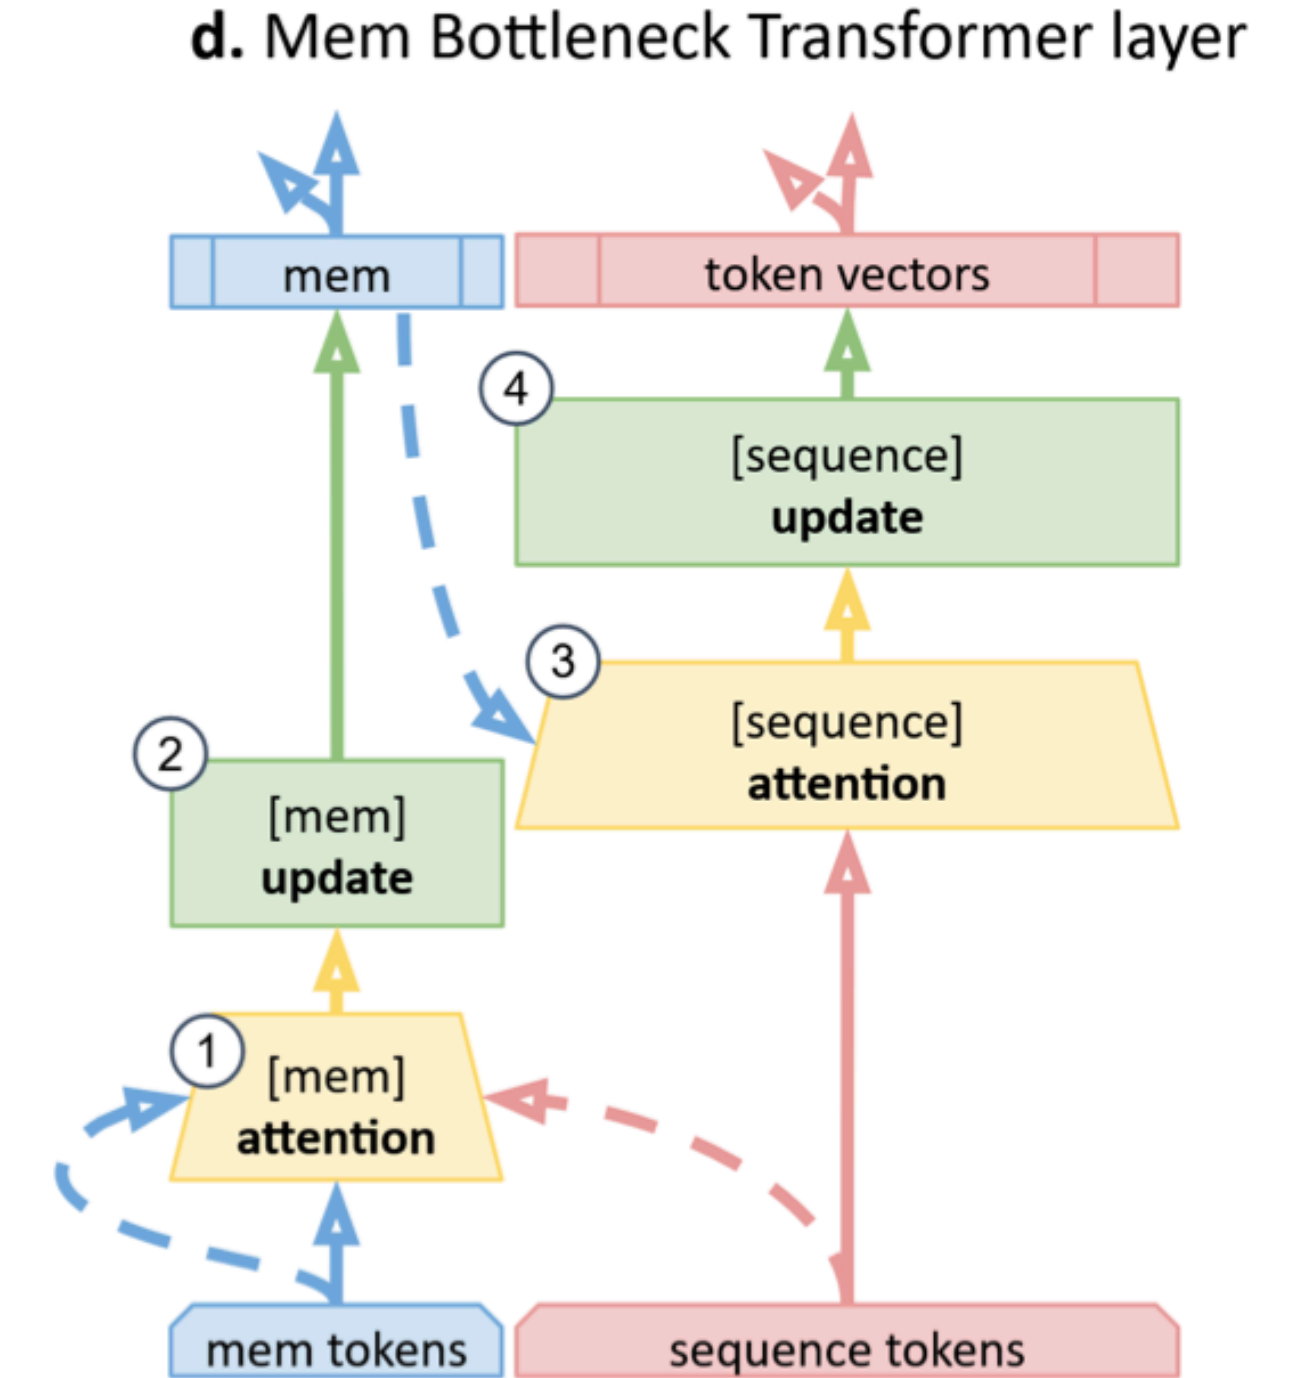 d. Mem Bottleneck Transformer layer
mem
token vectors
4
[sequence]
update
3
[sequence]
attention
2
[mem]
update
1
[mem]
attention
mem tokens
sequence tokens